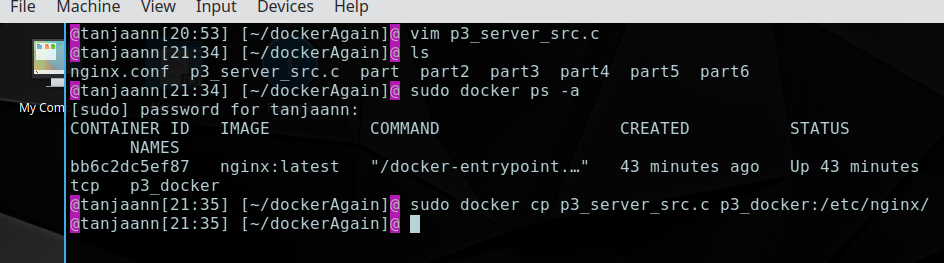 File Machine View Input Devices Help
@tanjaann[20:53] [~/dockerAgain]@ vim p3_server_src.c
@tanjaann[21:34] [~/dockerAgain]@ ls
nginx.conf p3_server_src.c part part2 part3 part4 part5 part6
@tanjaann[21:34] [~/dockerAgain]@ sudo docker ps -a
[sudo] password for tanjaann:
My Com
CONTAINER ID IMAGE COMMAND CREATED STATUS
NAMES
bb6c2dc5ef87 nginx:latest "/docker-entrypoint.…" 43 minutes ago Up 43 minutes
tcp p3_docker
@tanjaann[21:35] [~/dockerAgain]@ sudo docker cp p3_server_src.c p3_docker:/etc/nginx/
@tanjaann[21:35] [~/dockerAgain]@